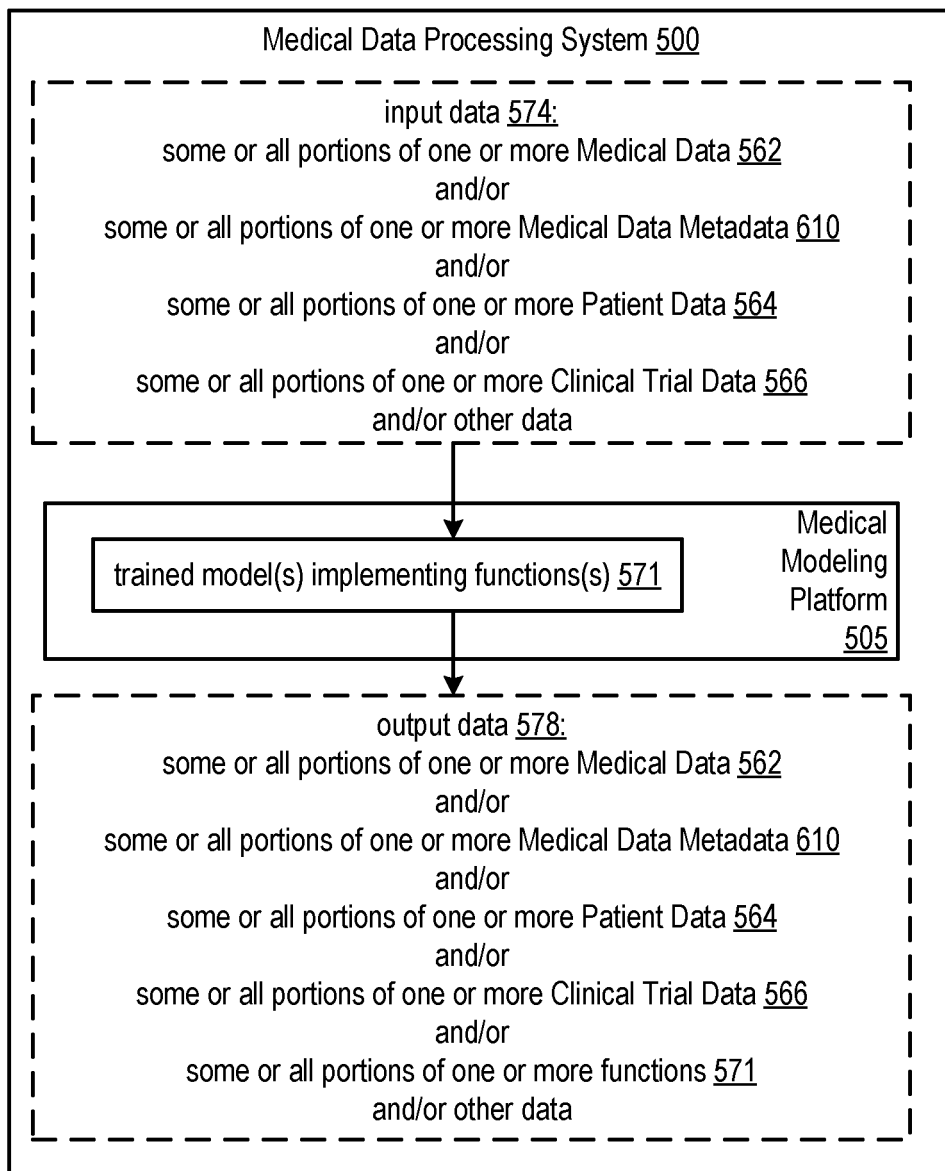 Medical Data Processing System 500
input data 574:
some or all portions of one or more Medical Data 562
and/or
some or all portions of one or more Medical Data Metadata 610
and/or
some or all portions of one or more Patient Data 564
and/or
some or all portions of one or more Clinical Trial Data 566
and/or other data
Medical
Modeling
Platform
505
trained model(s) implementing functions(s) 571
output data 578:
some or all portions of one or more Medical Data 562
and/or
some or all portions of one or more Medical Data Metadata 610
and/or
some or all portions of one or more Patient Data 564
and/or
some or all portions of one or more Clinical Trial Data 566
and/or
some or all portions of one or more functions 571
and/or other data